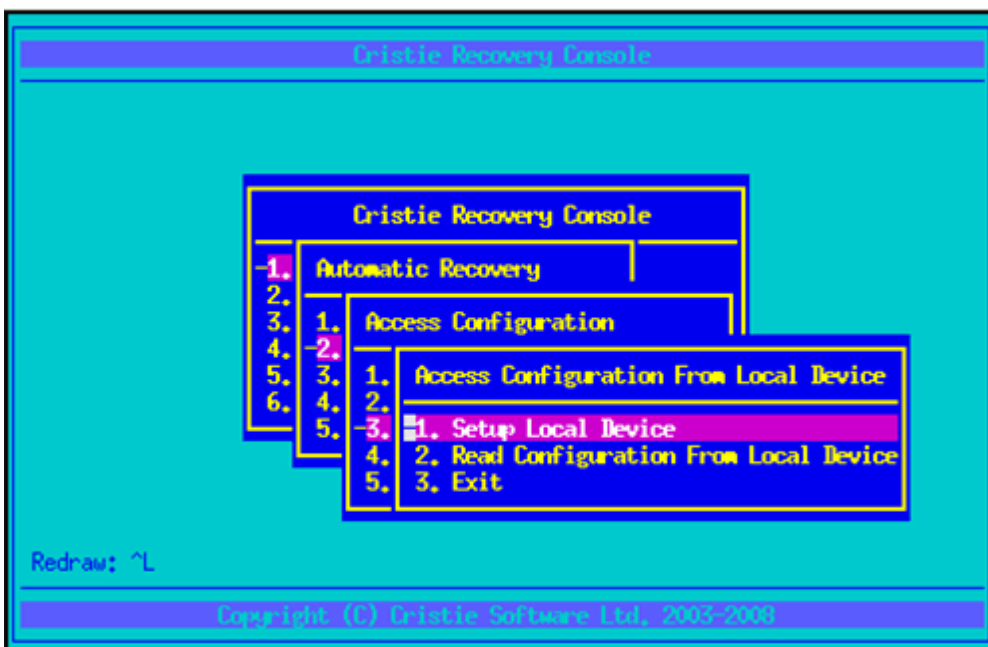 Cristie Recovery Console
Cristie Recovery Console
1.
2.
3.
4.
5.
6.
Automatic Recovery
1.
2.
3.
4.
5.
Access Configuration
1.
2.
3.
4.
5.
Access Configuration From Local Device
1. Setup Local Device
2. Read Configuration From Local Device
3. Exit
Redraw: ^L
Copyright (C) Cristie Software Ltd. 2003-2008